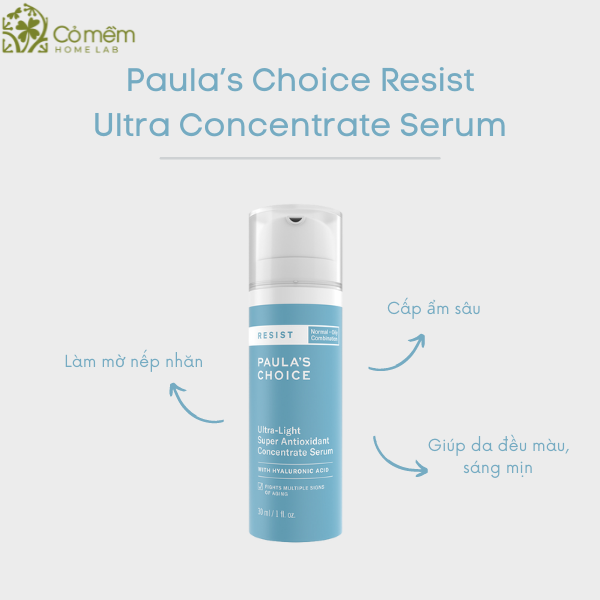 Cỏ mềm
HOME LAB
Paula's Choice Resist
Ultra Concentrate Serum
Cấp ẩm sâu
Làm mờ nếp nhăn
Giúp da đều màu,
sáng mịn
RESIST
Normal – Oily
Combination
PAULA'S
CHOICE
Ultra-Light
Super Antioxidant
Concentrate Serum
WITH HYALURONIC ACID
FIGHTS MULTIPLE SIGNS
OF AGING
30 ml / 1 fl. oz.